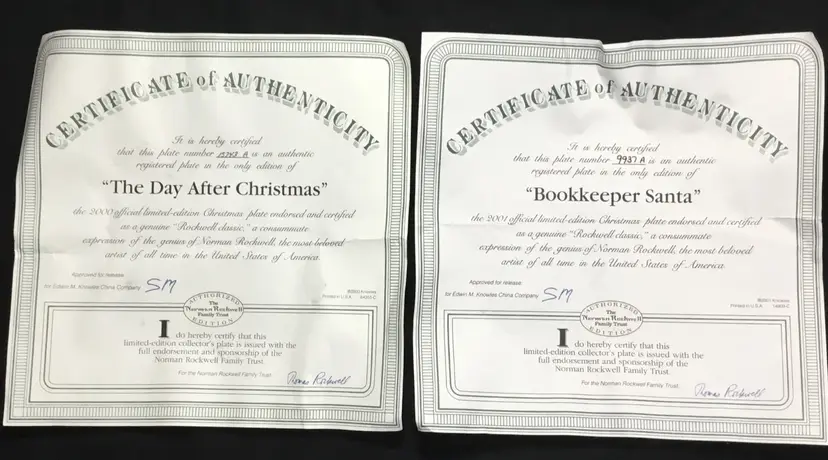 CERTIFICATE of AUTHENTICITY
It is hereby certified
that this plate number A is an authentic
registered plate in the only edition of
“The Day After Christmas”
the 2000 official limited-edition Christmas plate endorsed and certified
as a genuine “Rockwell classic,” a consummate
expression of the genius of Norman Rockwell, the most beloved
artist of all time in the United States of America.
Approved for release
for Edwin M. Knowles China Company SM
Printed in U.S.A.
AUTHORIZED
The
Norman Rockwell
Family Trust
EDITION
I do hereby certify that this
limited-edition collector's plate is issued with the
full endorsement and sponsorship of the
Norman Rockwell Family Trust.
For the Norman Rockwell Family Trust
Thomas Rockwell
CERTIFICATE of AUTHENTICITY
It is hereby certified
that this plate number 9937 A is an authentic
registered plate in the only edition of
“Bookkeeper Santa”
the 2001 official limited-edition Christmas plate endorsed and certified
as a genuine “Rockwell classic,” a consummate
expression of the genius of Norman Rockwell, the most beloved
artist of all time in the United States of America.
Approved for release
for Edwin M. Knowles China Company SM
Printed in U.S.A.
AUTHORIZED
The
Norman Rockwell
Family Trust
EDITION
I do hereby certify that this
limited-edition collector's plate is issued with the
full endorsement and sponsorship of the
Norman Rockwell Family Trust.
For the Norman Rockwell Family Trust
Thomas Rockwell